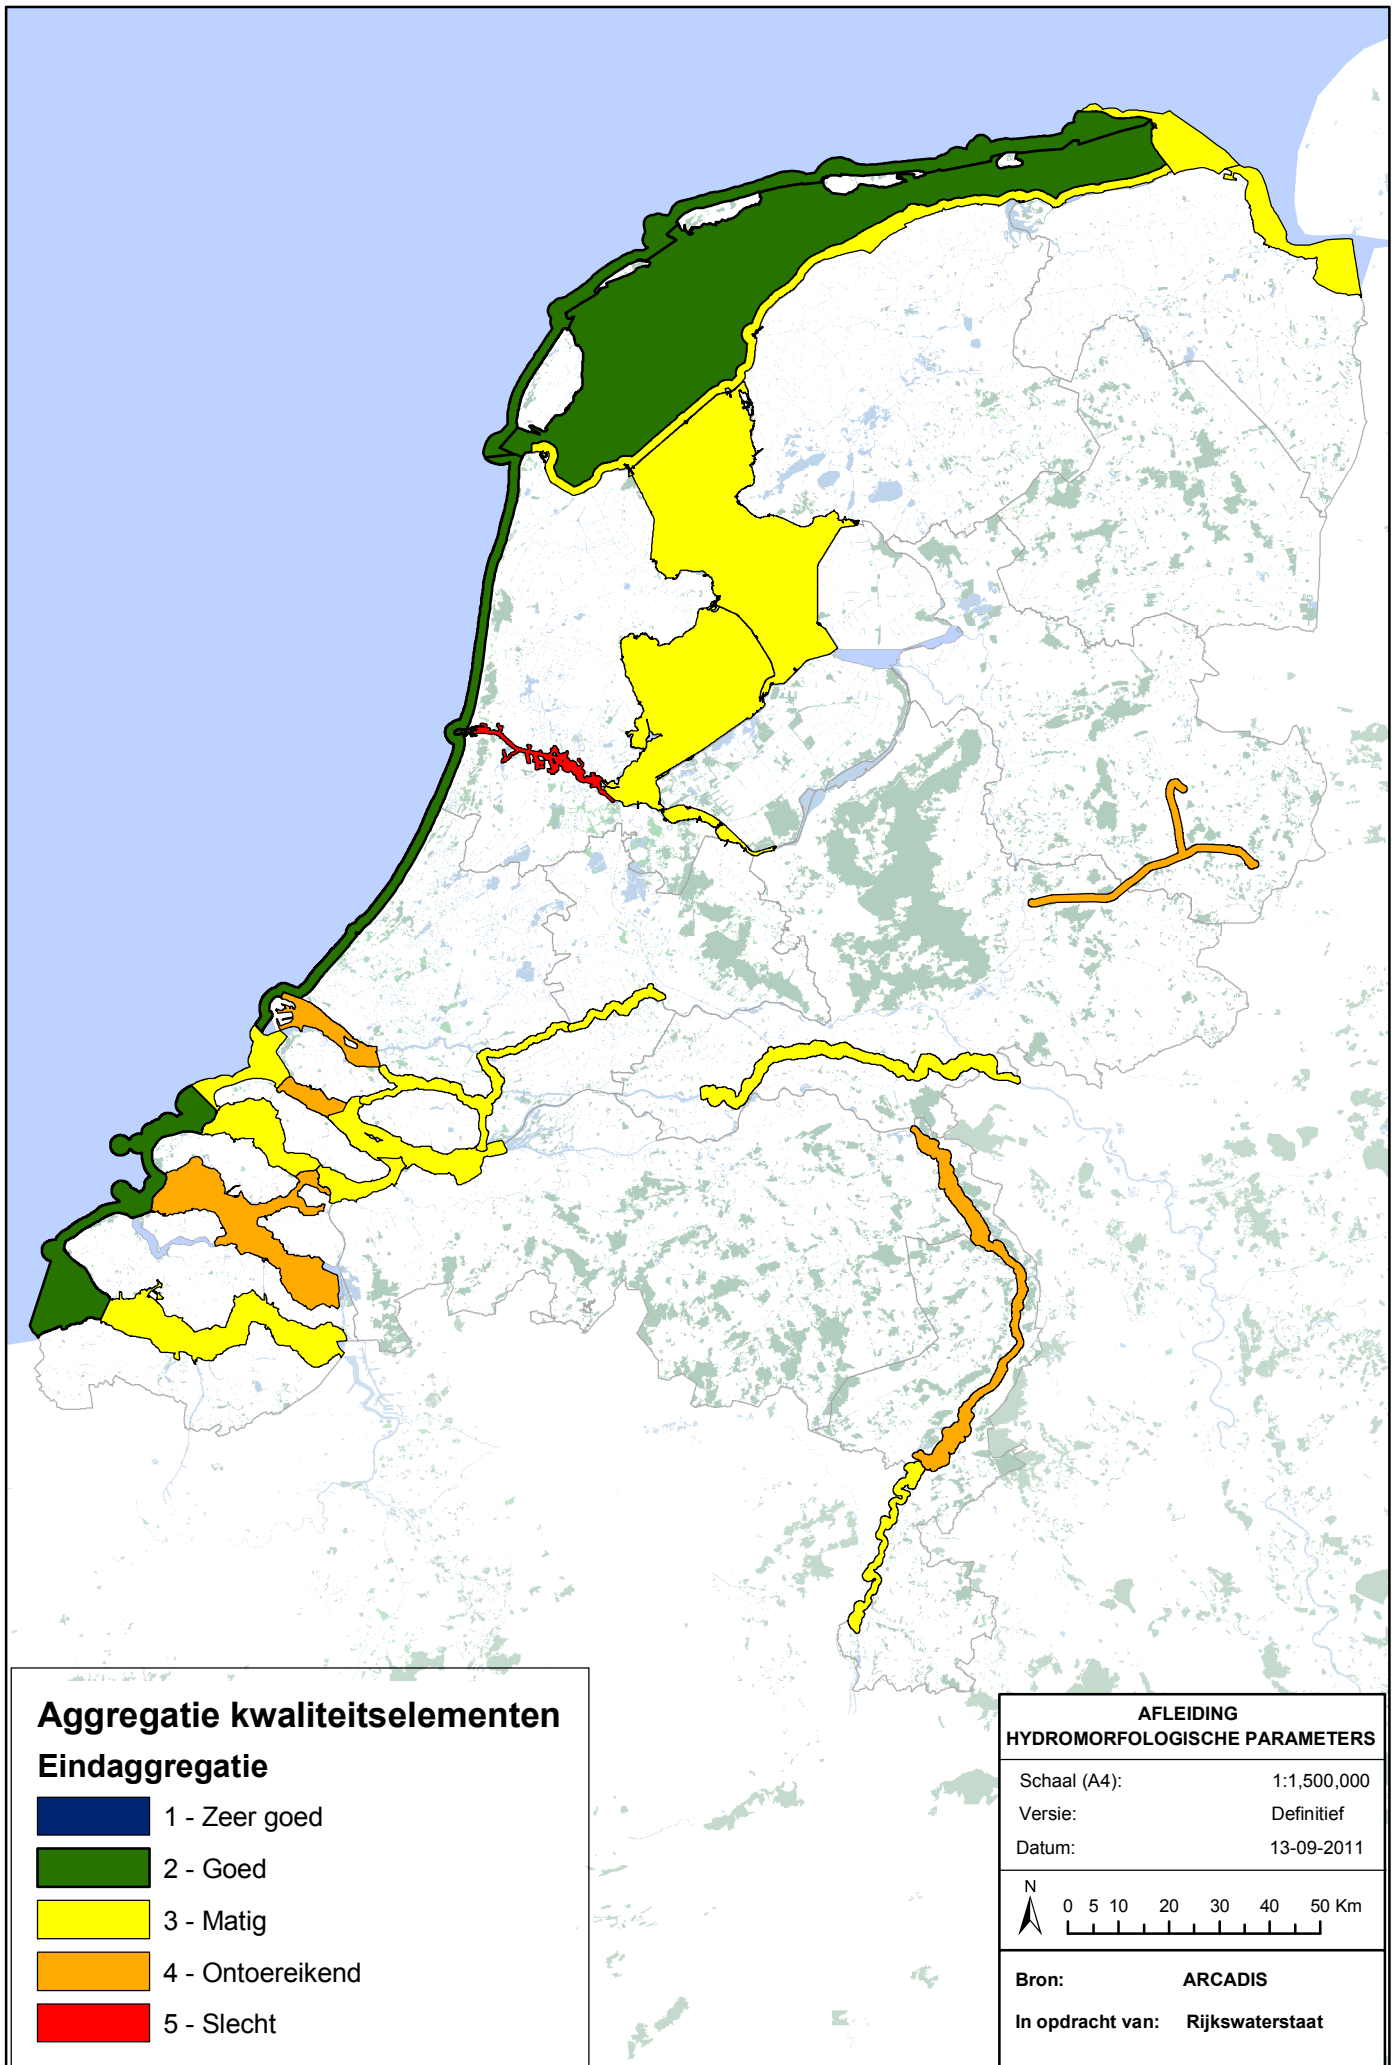 Aggregatie kwaliteitselementen
Eindaggregatie
1 - Zeer goed
2 - Goed
3 - Matig
4 - Ontoereikend
5 - Slecht
AFLEIDING
HYDROMORFOLOGISCHE PARAMETERS
Schaal (A4): 1:1,500,000
Versie: Definitief
Datum: 13-09-2011
N
0 5 10 20 30 40 50 Km
Bron: ARCADIS
In opdracht van: Rijkswaterstaat